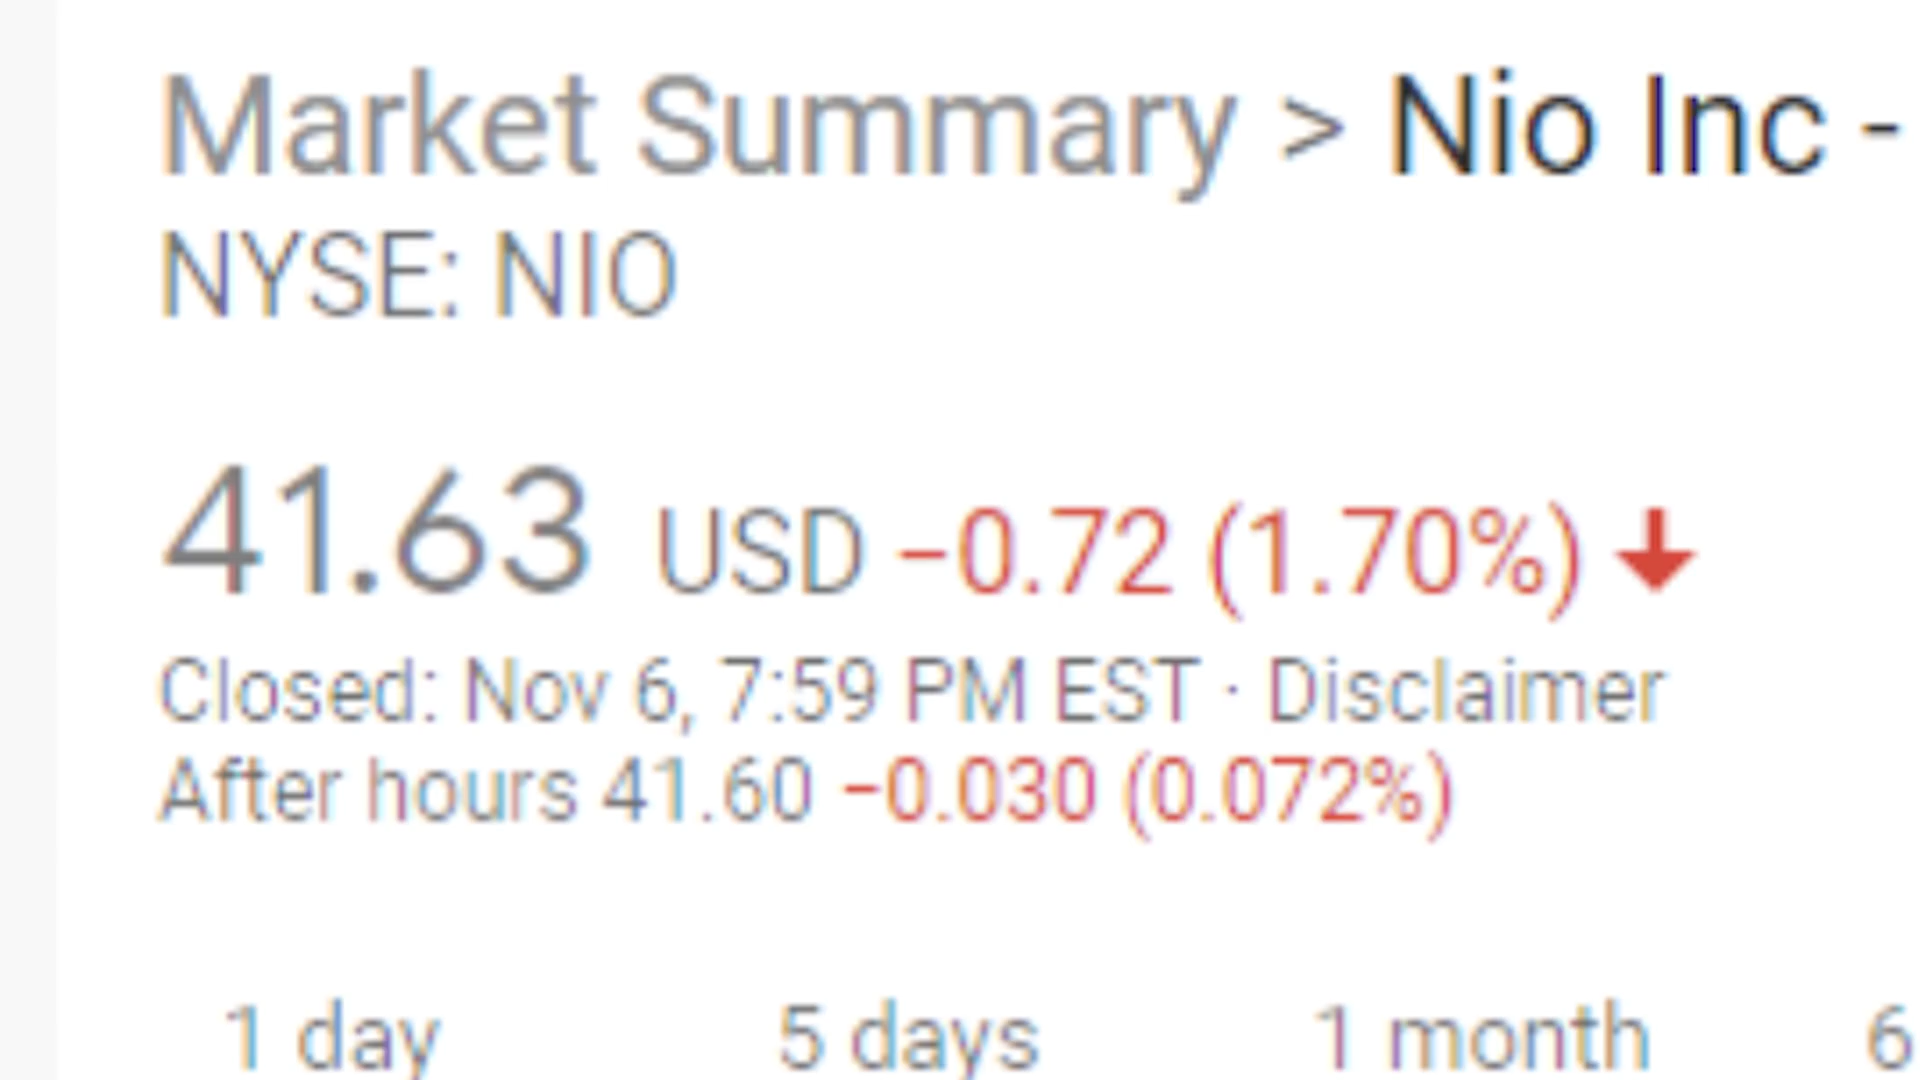 Market Summary > Nio Inc -
NYSE: NIO
41.63 USD −0.72 (1.70%) ↓
Closed: Nov 6, 7:59 PM EST · Disclaimer
After hours 41.60 −0.030 (0.072%)
1 day 5 days 1 month 6